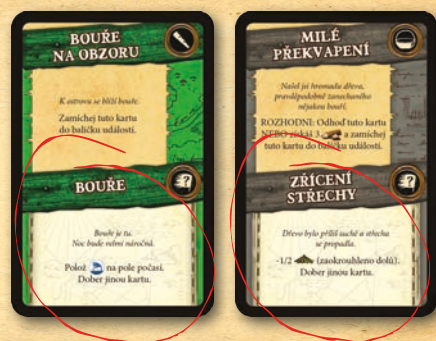 BOUŘE
NA OBZORU
K ostrovu se blíží bouře.
Zamíchej tuto kartu
do balíčku událostí.
BOUŘE
Bouře je tu.
Noc bude velmi náročná.
Polož na pole počasí.
Dober jinou kartu.
MILÉ
PŘEKVAPENÍ
Našel jsi hromadu dřeva,
pravděpodobně zanechaného
nějakou bouří.
ROZHODNI: Odhoď tuto kartu
NEBO získáš 3 a zamíchej
tuto kartu do balíčku událostí.
ZŘÍCENÍ
STŘECHY
Dřevo bylo příliš suché a střecha
se propadla.
-1/2 (zaokrouhleno dolů).
Dober jinou kartu.